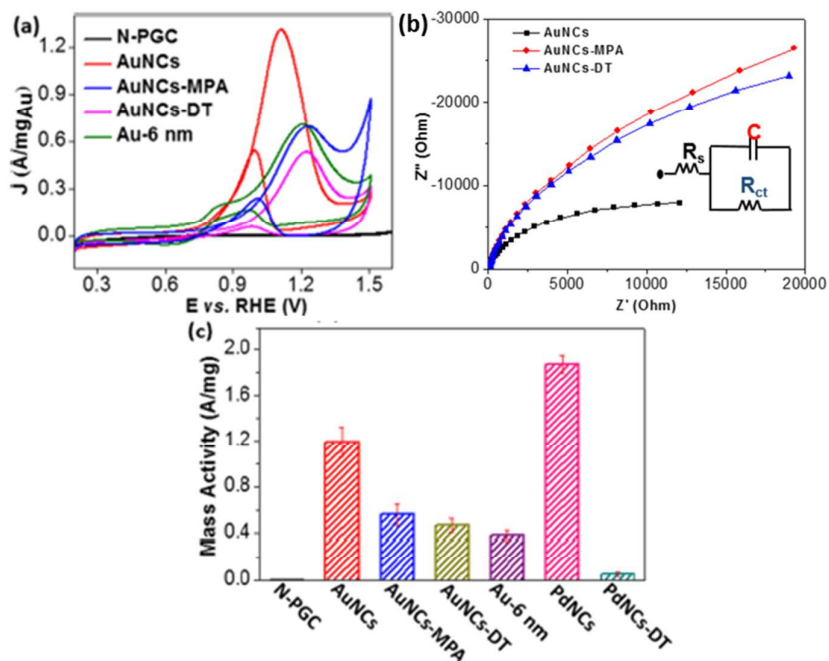 (a)
N-PGC
AuNCs
AuNCs-MPA
AuNCs-DT
Au-6 nm
J (A/mgAu)
1.2
0.9
0.6
0.3
0.0
0.3 0.6 0.9 1.2 1.5
E vs. RHE (V)
(b)
AuNCs
AuNCs-MPA
AuNCs-DT
Z'' (Ohm)
-30000
-20000
-10000
0
0 5000 10000 15000 20000
Z' (Ohm)
Rs
C
Rct
(c)
Mass Activity (A/mg)
2.0
1.6
1.2
0.8
0.4
0.0
N-PGC
AuNCs
AuNCs-MPA
AuNCs-DT
Au-6 nm
PdNCs
PdNCs-DT